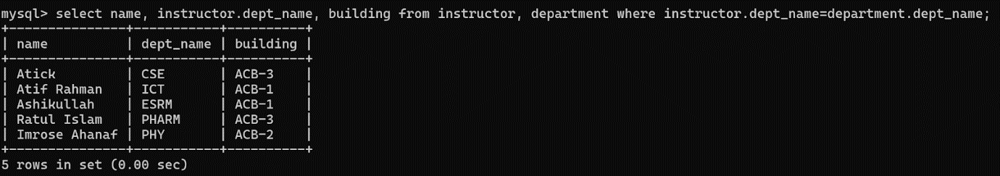 mysql> select name, instructor.dept_name, building from instructor, department where instructor.dept_name=department.dept_name;
+---------------+-----------+----------+
| name          | dept_name | building |
+---------------+-----------+----------+
| Atick         | CSE       | ACB-3    |
| Atif Rahman   | ICT       | ACB-1    |
| Ashikullah    | ESRM      | ACB-1    |
| Ratul Islam   | PHARM     | ACB-3    |
| Imrose Ahanaf | PHY       | ACB-2    |
+---------------+-----------+----------+
5 rows in set (0.00 sec)